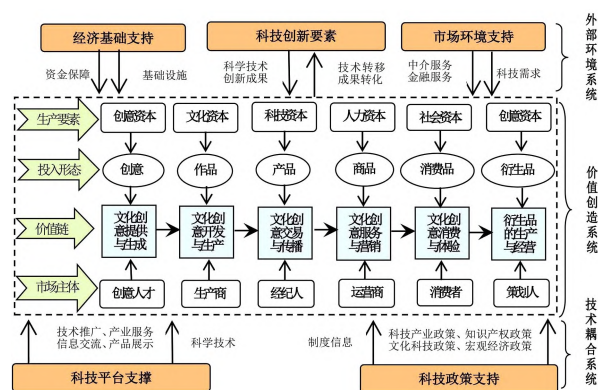 经济基础支持
科技创新要素
市场环境支持
外部环境系统
资金保障
基础设施
科学技术
创新成果
技术转移
成果转化
中介服务
金融服务
科技需求
生产要素
创意资本
文化资本
科技资本
人力资本
社会资本
创意资本
投入形态
创意
作品
产品
商品
消费品
衍生品
价值链
文化创
意提供
与生成
文化创
意开发
与生产
文化创
意交易
与传播
文化创
意服务
与营销
文化创
意消费
与体验
衍生品
的生产
与经营
市场主体
创意人才
生产商
经纪人
运营商
消费者
策划人
价值创造系统
技术推广、产业服务
信息交流、产品展示
科学技术
制度信息
科技产业政策、知识产权政策
文化科技政策、宏观经济政策
科技平台支撑
科技政策支持
技术耦合系统